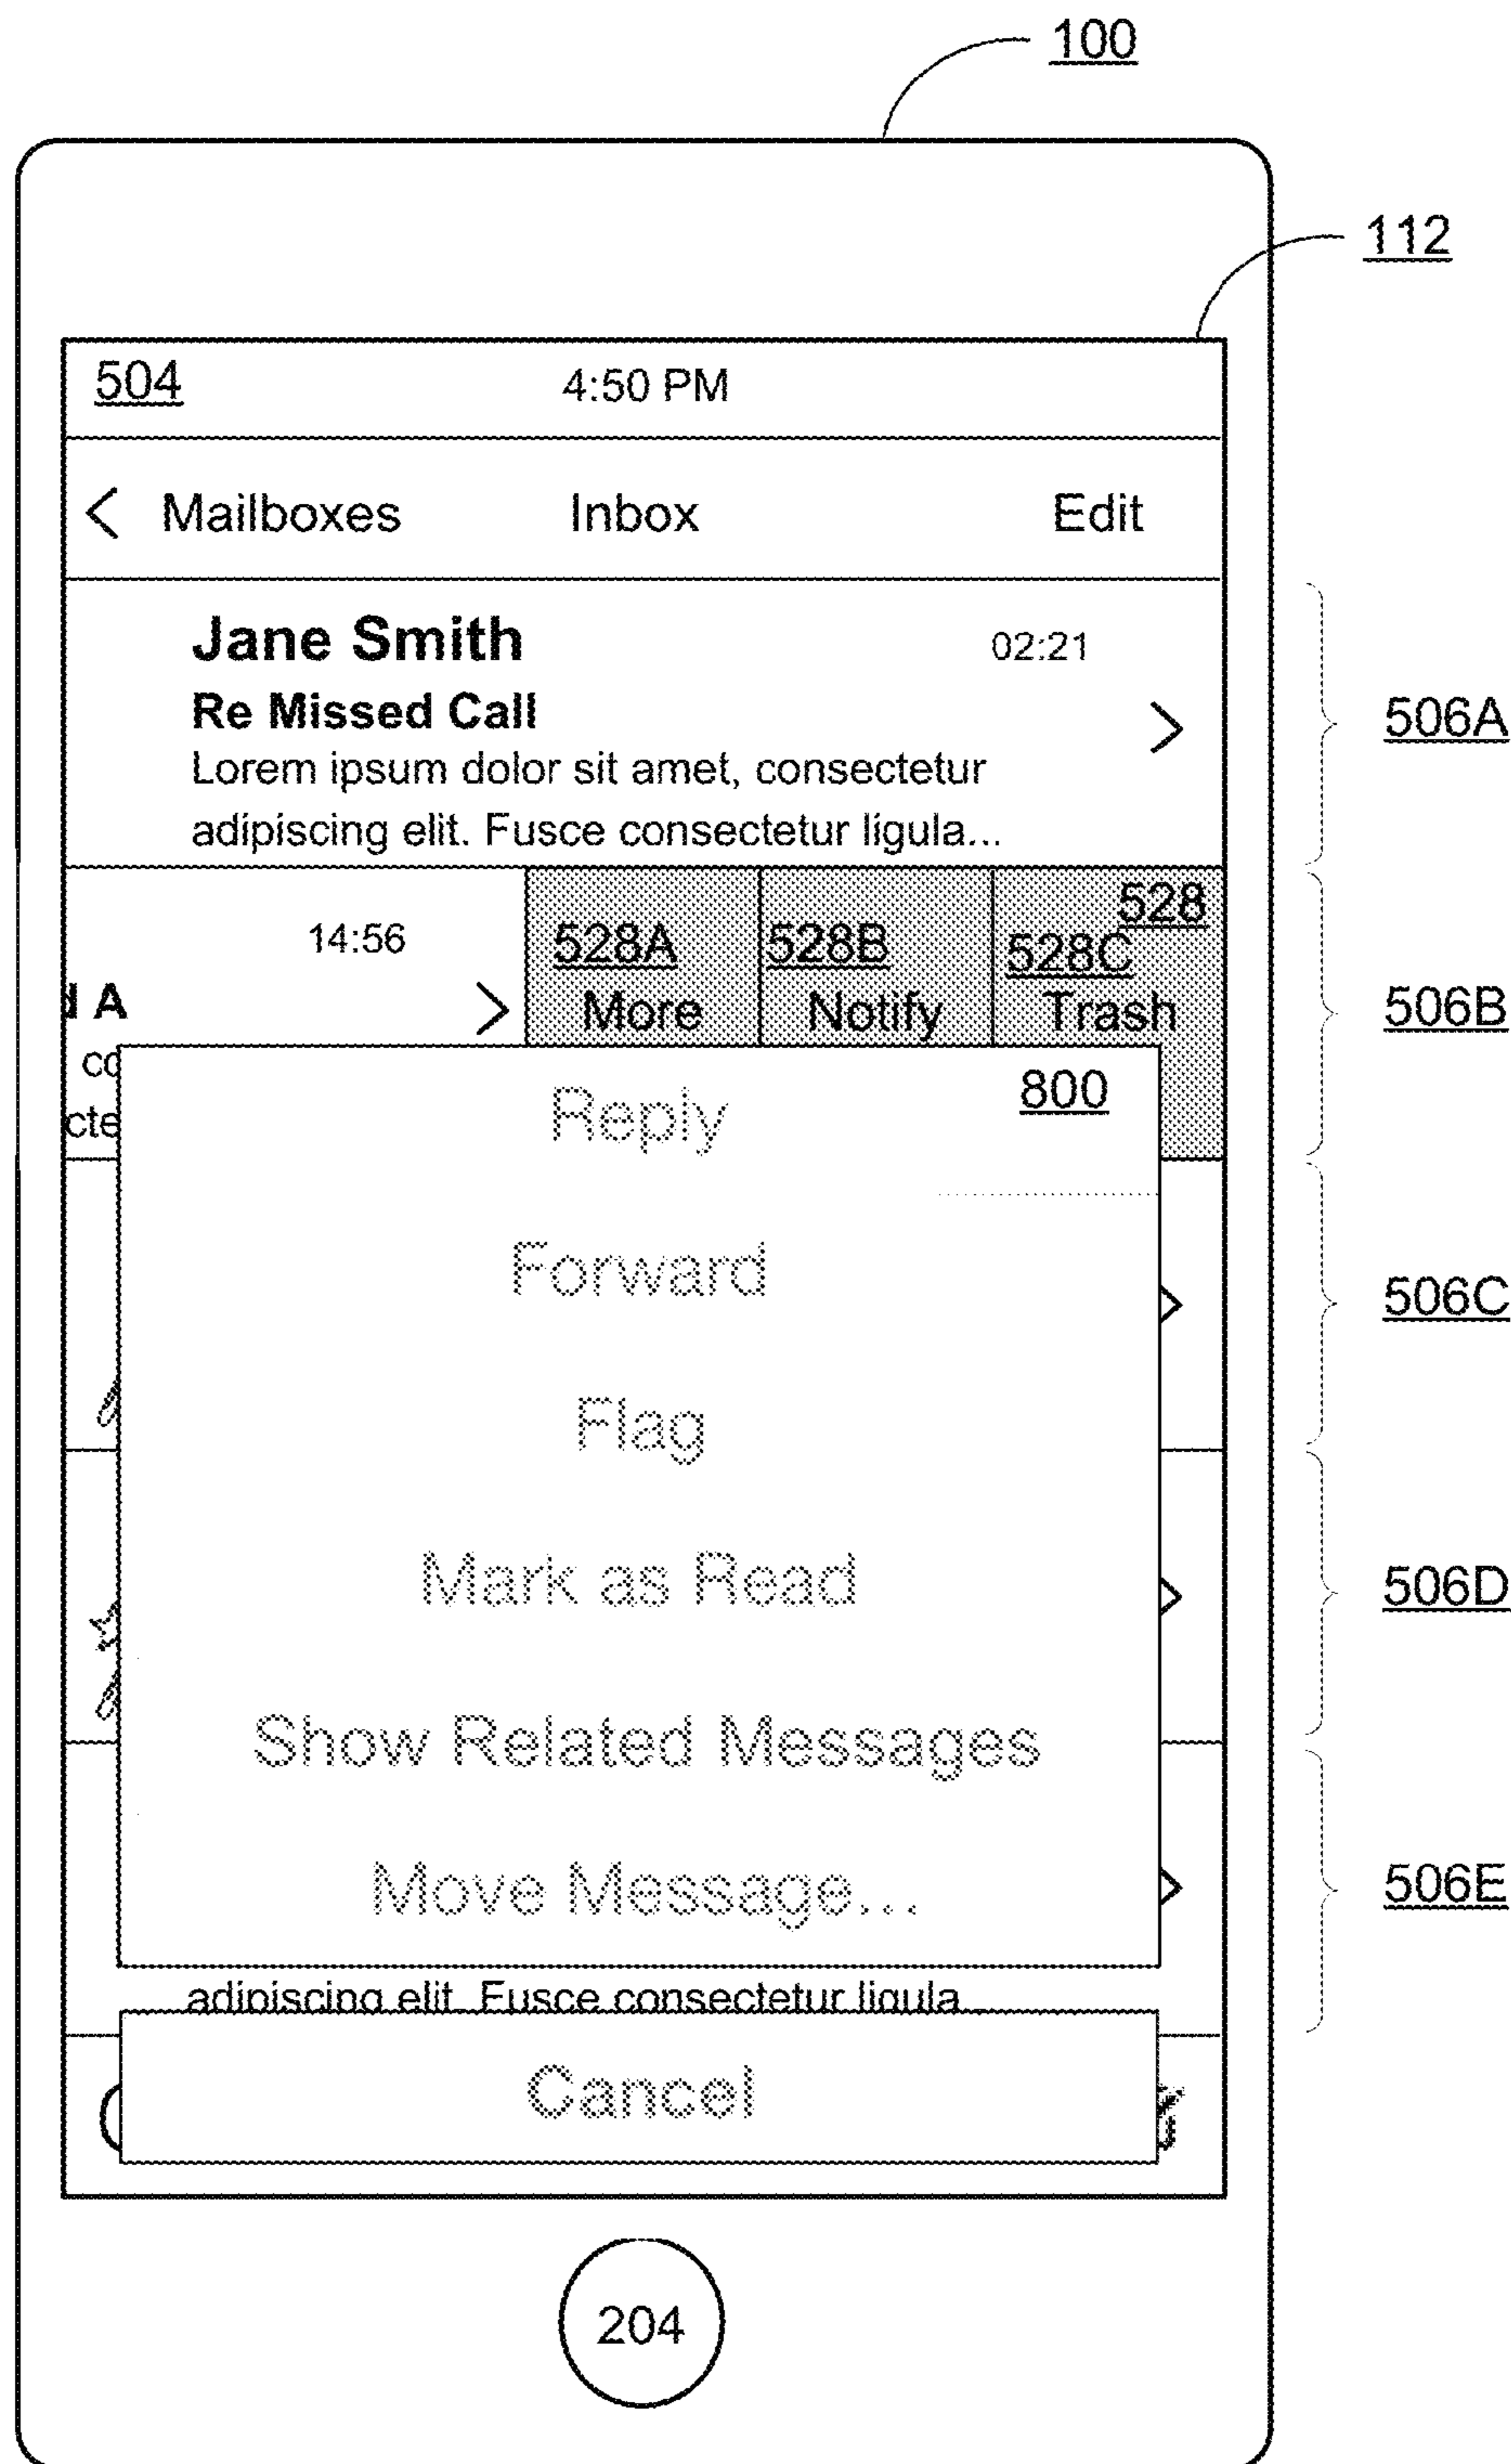 100
112
504 4:50 PM
< Mailboxes Inbox Edit
Jane Smith 02:21
Re Missed Call
506A
Lorem ipsum dolor sit amet, consectetur
adipiscing elit. Fusce consectetur ligula...
528
14:56 528A 528B 528C
A More Notify Trash
506B
co
cte
Reply 800
Forward
506C
Flag
Mark as Read
506D
Show Related Messages
Move Message...
506E
adipiscing elit. Fusce consectetur ligula...
Cancel
204